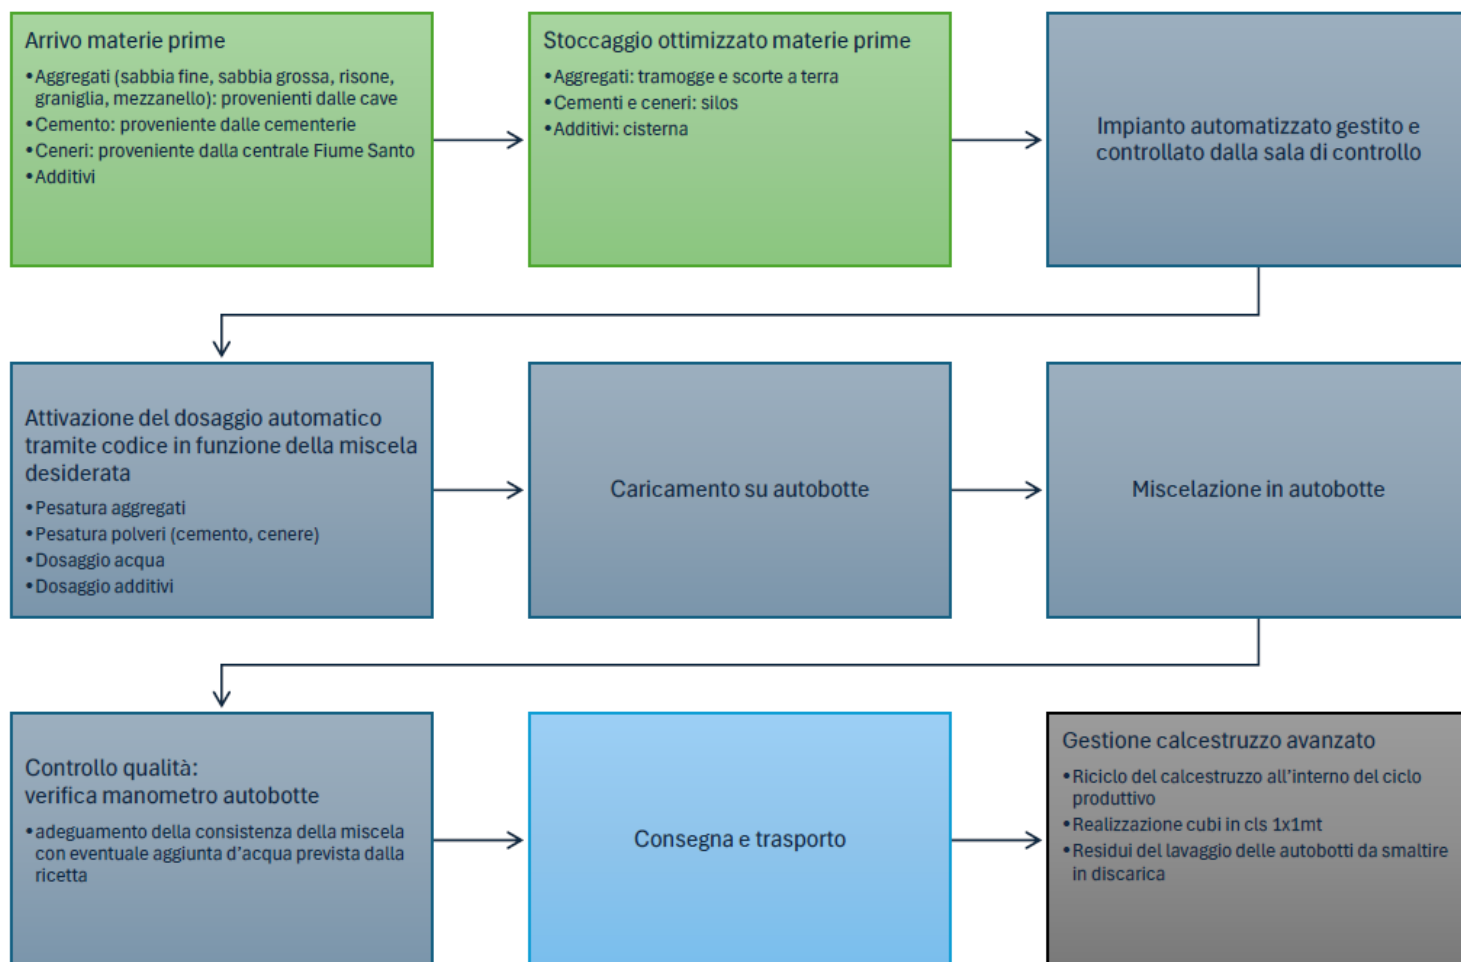 Arrivo materie prime
•Aggregati (sabbia fine, sabbia grossa, risone,
graniglia, mezzanello): provenienti dalle cave
•Cemento: proveniente dalle cementerie
•Ceneri: proveniente dalla centrale Fiume Santo
•Additivi
Stoccaggio ottimizzato materie prime
•Aggregati: tramogge e scorte a terra
•Cementi e ceneri: silos
•Additivi: cisterna
Impianto automatizzato gestito e
controllato dalla sala di controllo
Attivazione del dosaggio automatico
tramite codice in funzione della miscela
desiderata
•Pesatura aggregati
•Pesatura polveri (cemento, cenere)
•Dosaggio acqua
•Dosaggio additivi
Caricamento su autobotte
Miscelazione in autobotte
Controllo qualità:
verifica manometro autobotte
•adeguamento della consistenza della miscela
con eventuale aggiunta d'acqua prevista dalla
ricetta
Consegna e trasporto
Gestione calcestruzzo avanzato
•Riciclo del calcestruzzo all'interno del ciclo
produttivo
•Realizzazione cubi in cls 1x1mt
•Residui del lavaggio delle autobotti da smaltire
in discarica